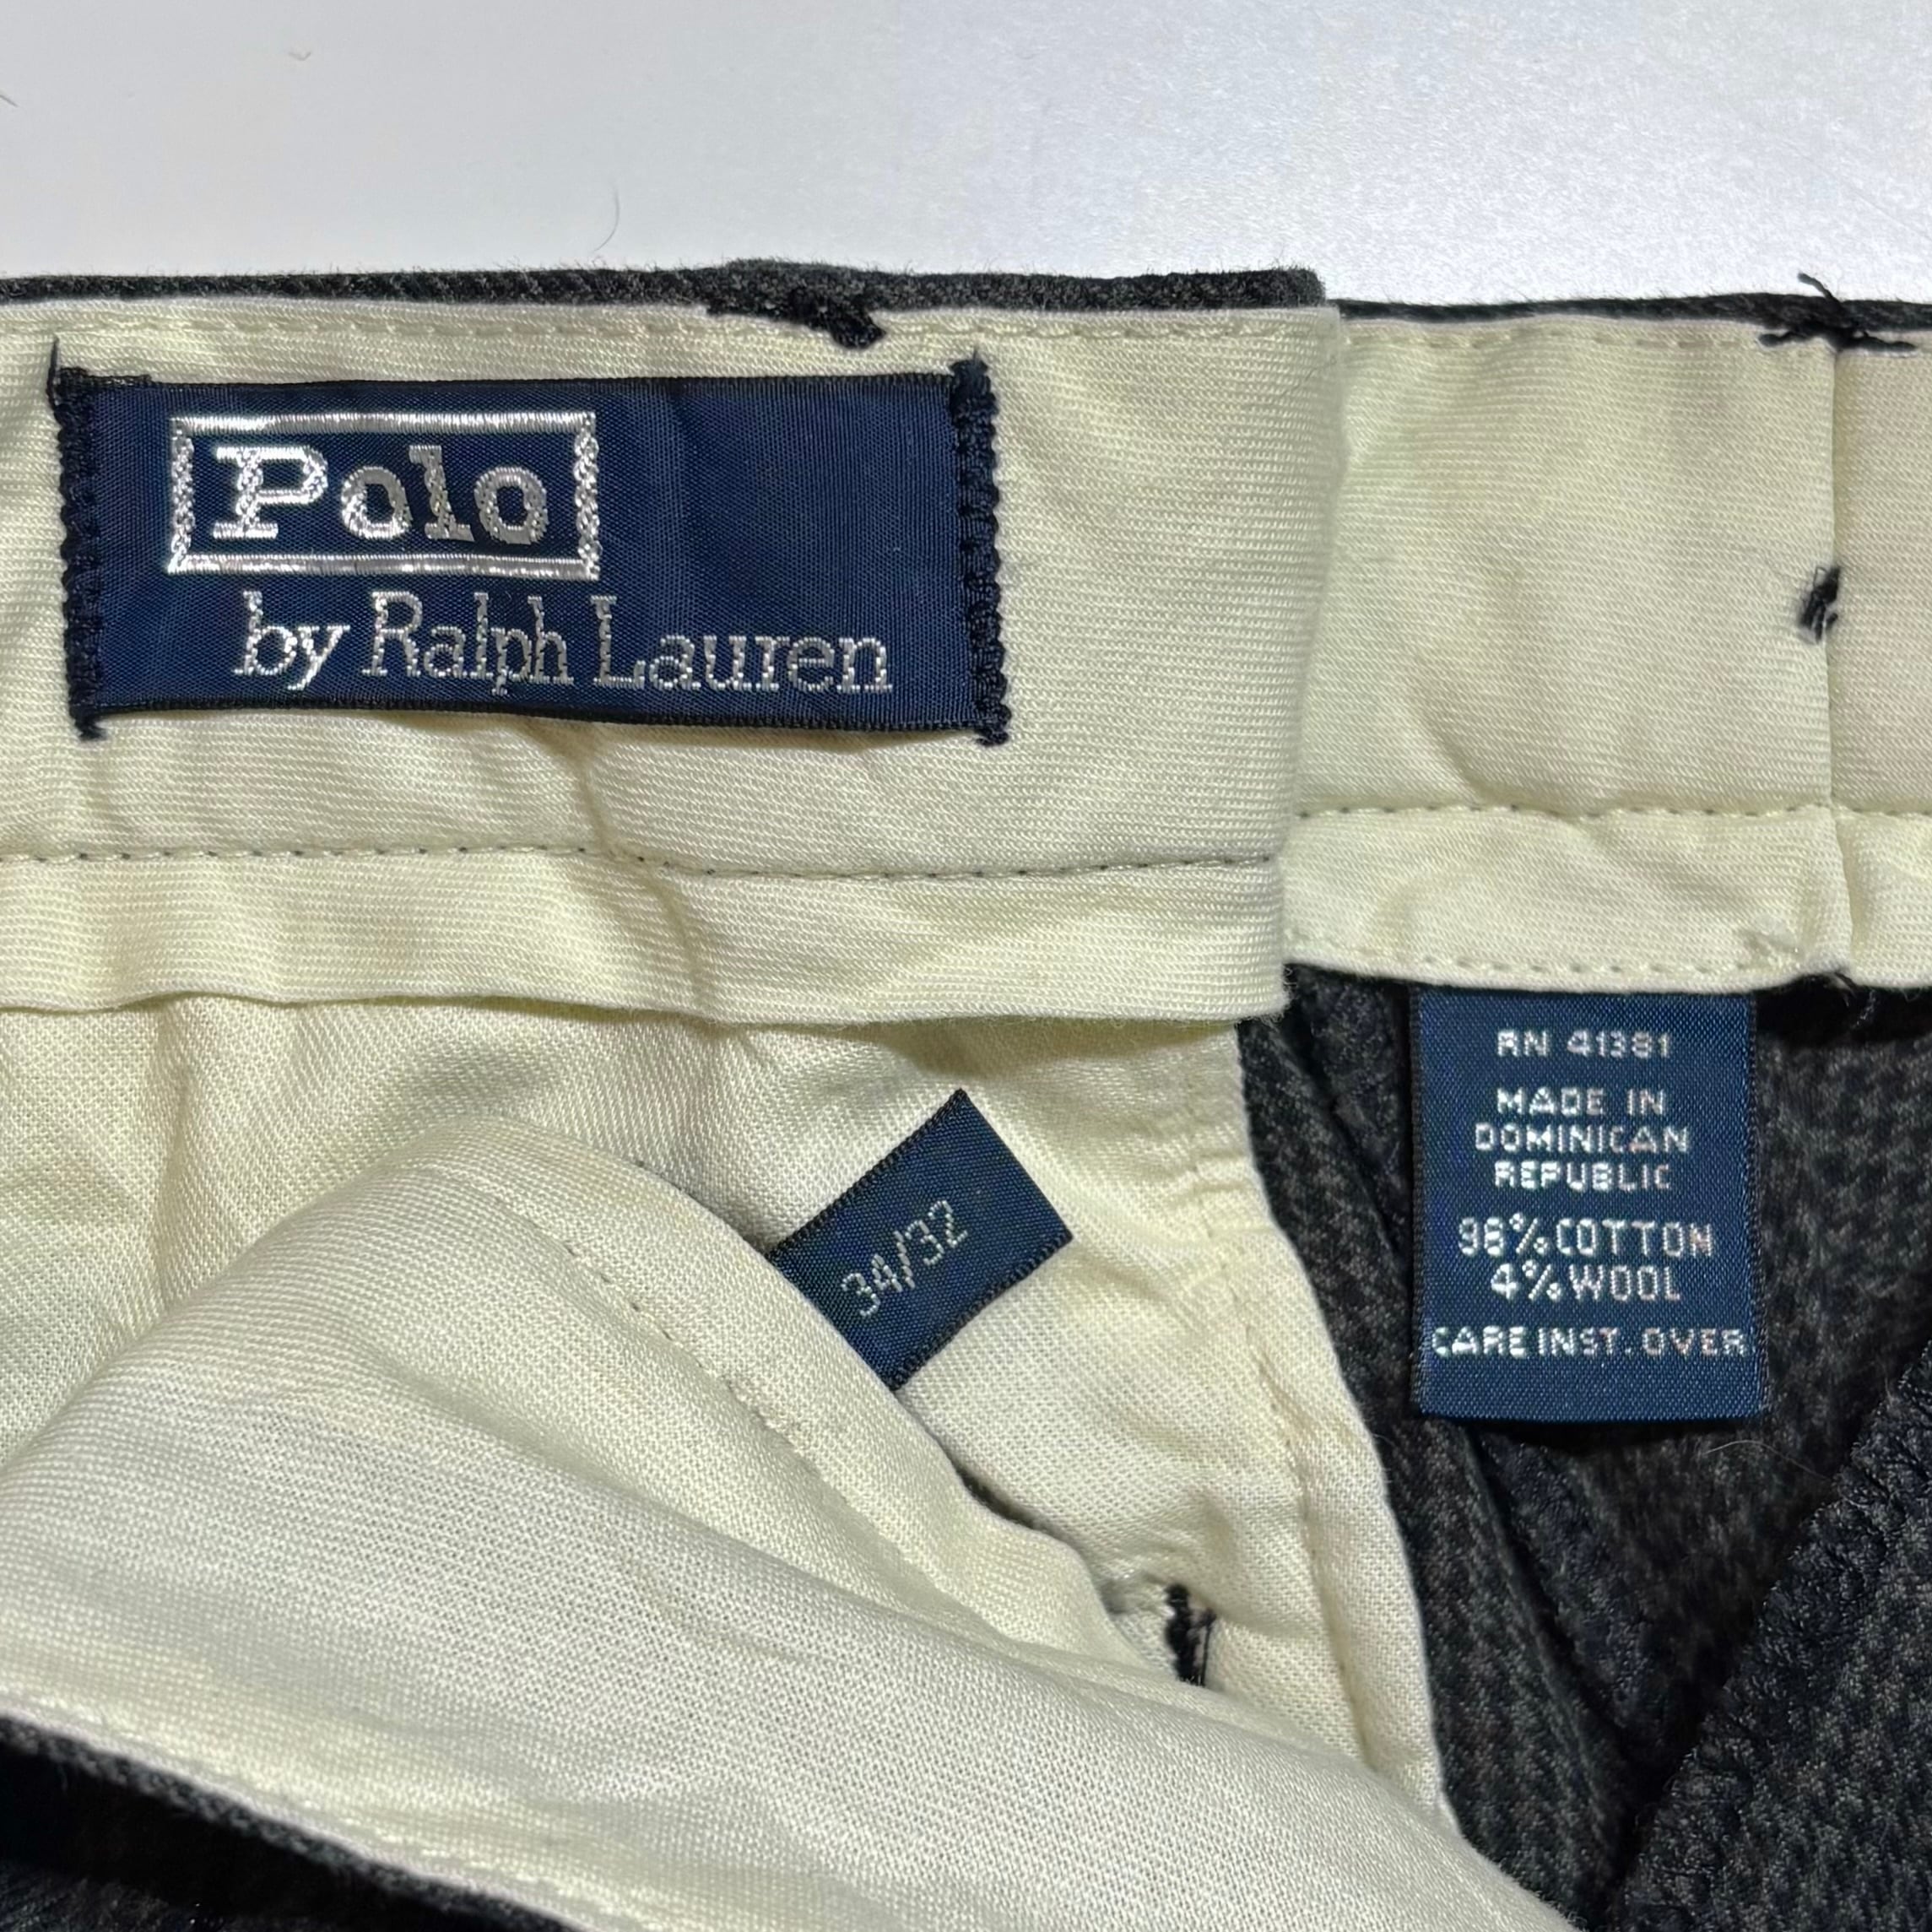 Polo
by Ralph Lauren
34/32
RN 41381
MADE IN
DOMINICAN
REPUBLIC
96%COTTON
4%WOOL
CARE INST. OVER